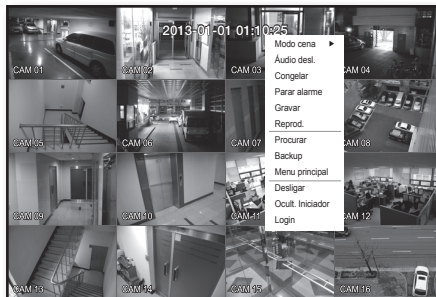 2013-01-01 01:10:25
CAM 01
CAM 02
CAM 03
CAM 04
Modo cena
Áudio desl.
Congelar
Parar alarme
Gravar
Reprod.
Procurar
Backup
Menu principal
Desligar
Ocult. Iniciador
Login
CAM 05
CAM 06
CAM 07
CAM 08
CAM 09
CAM 10
CAM 11
CAM 12
CAM 13
CAM 14
CAM 15
CAM 16